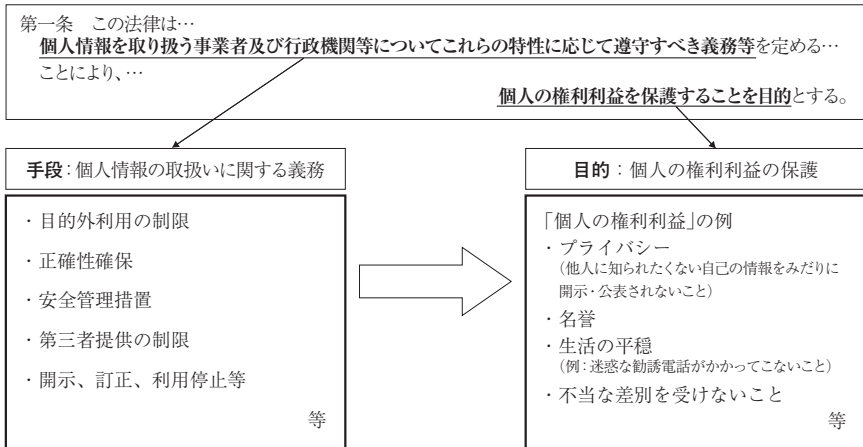 第一条　この法律は…
個人情報を取り扱う事業者及び行政機関等についてこれらの特性に応じて遵守すべき義務等を定める…
ことにより、…
個人の権利利益を保護することを目的とする。
手段：個人情報の取扱いに関する義務
・目的外利用の制限
・正確性確保
・安全管理措置
・第三者提供の制限
・開示、訂正、利用停止等
等
目的：個人の権利利益の保護
「個人の権利利益」の例
・プライバシー
（他人に知られたくない自己の情報をみだりに
開示・公表されないこと）
・名誉
・生活の平穏
（例：迷惑な勧誘電話がかかってこないこと）
・不当な差別を受けないこと
等